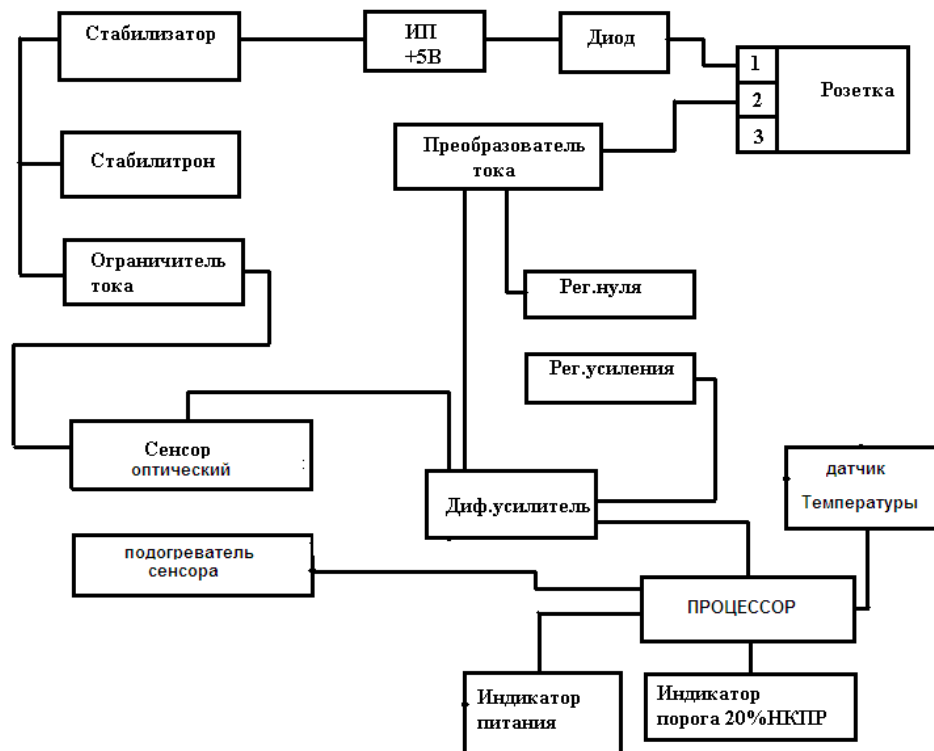 Стабилизатор
ИП
+5В
Диод
1
2
3
Розетка
Стабилитрон
Преобразователь
тока
Ограничитель
тока
Рег.нуля
Рег.усиления
Сенсор
оптический
:
Диф.усилитель
датчик
Температуры
подогреватель
сенсора
ПРОЦЕССОР
Индикатор
питания
Индикатор
порога 20%НКПР